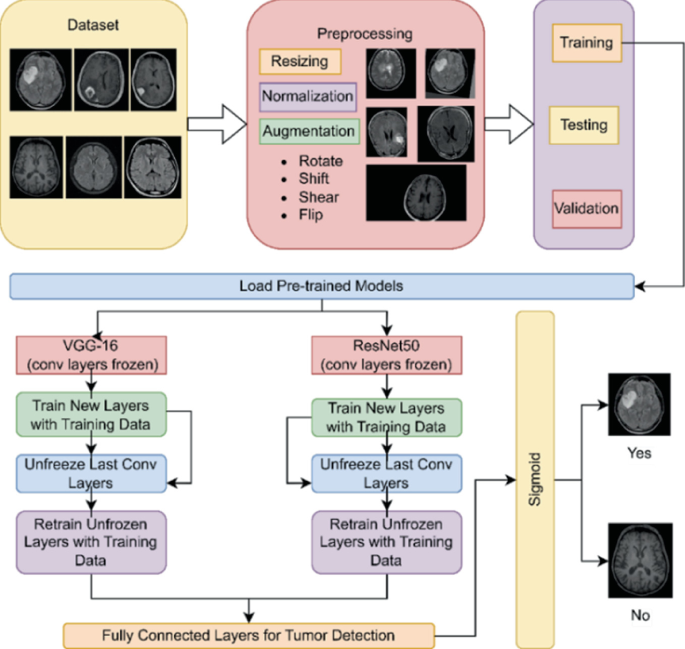 Dataset
Preprocessing
Resizing
Normalization
Augmentation
• Rotate
• Shift
• Shear
• Flip
Training
Testing
Validation
Load Pre-trained Models
VGG-16
(conv layers frozen)
Train New Layers
with Training Data
Unfreeze Last Conv
Layers
Retrain Unfrozen
Layers with Training
Data
ResNet50
(conv layers frozen)
Train New Layers
with Training Data
Unfreeze Last Conv
Layers
Retrain Unfrozen
Layers with Training
Data
Fully Connected Layers for Tumor Detection
Sigmoid
Yes
No